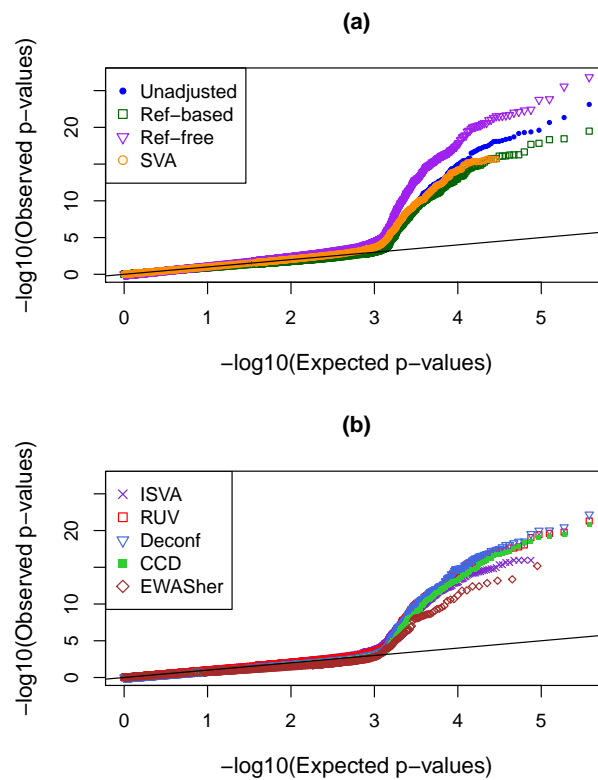 (a)
−log10(Observed p−values)
20
10
5
0
Unadjusted
Ref−based
Ref−free
SVA
0 1 2 3 4 5
−log10(Expected p−values)
(b)
−log10(Observed p−values)
20
10
5
0
ISVA
RUV
Deconf
CCD
EWASher
0 1 2 3 4 5
−log10(Expected p−values)